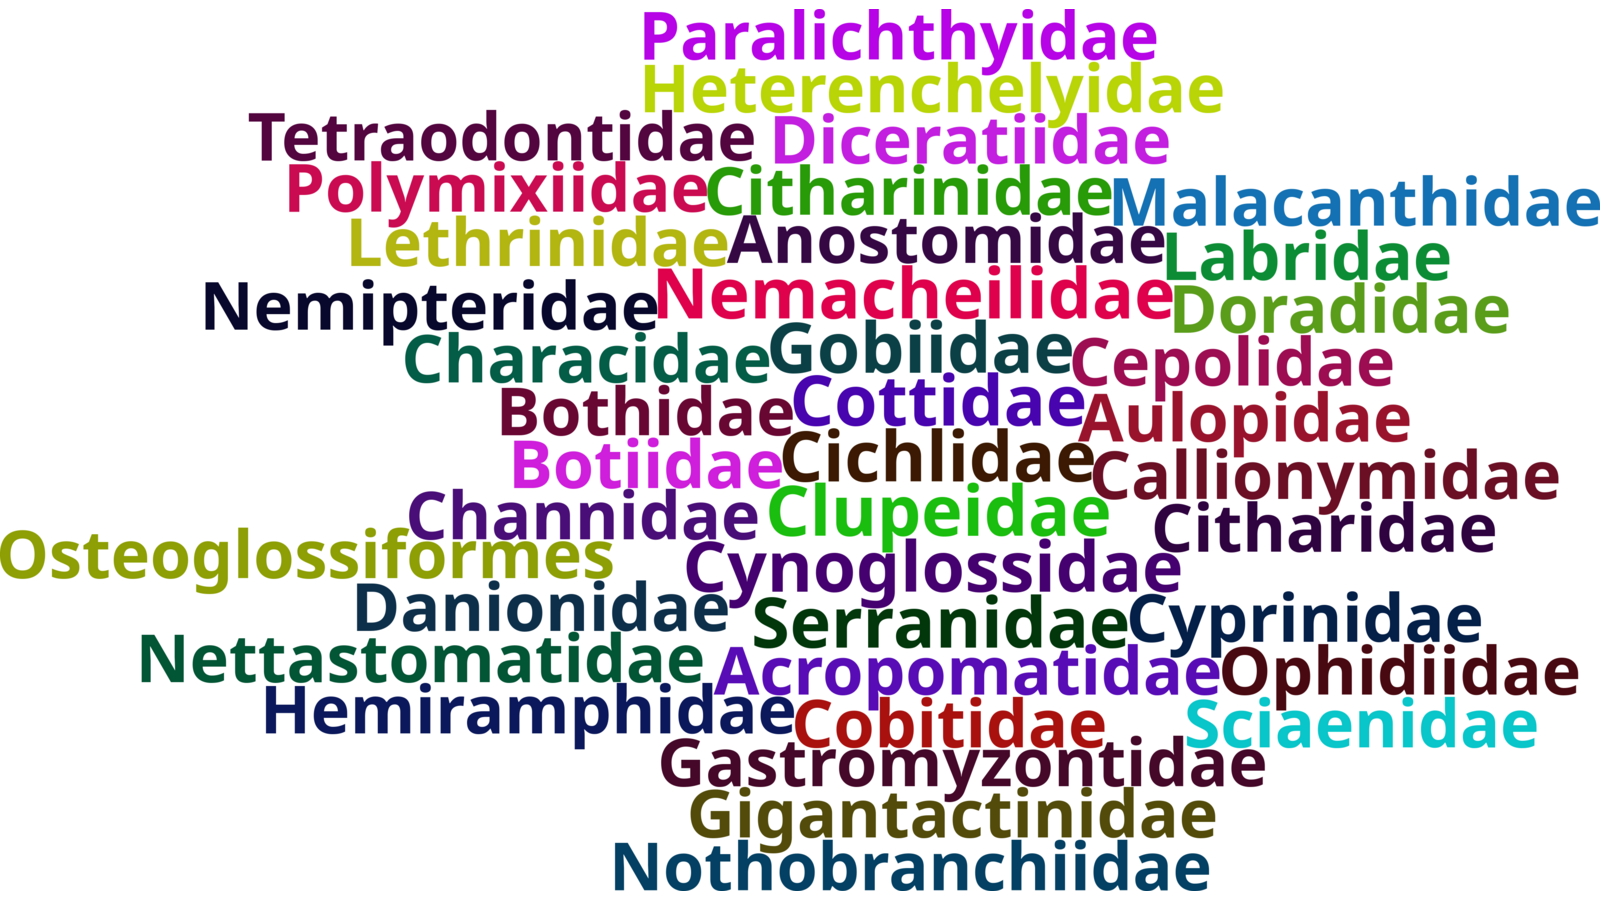 Paralichthyidae
Heterenchelyidae
Tetraodontidae Diceratiidae
Polymixiidae Citharinidae Malacanthidae
Lethrinidae Anostomidae Labridae
Nemipteridae Nemacheilidae Doradidae
Characidae Gobiidae Cepolidae
Bothidae Cottidae Aulopidae
Botiidae Cichlidae Callionymidae
Channidae Clupeidae Citharidae
Osteoglossiformes Cynoglossidae
Danionidae Serranidae Cyprinidae
Nettastomatidae Acropomatidae Ophidiidae
Hemiramphidae Cobitidae Sciaenidae
Gastromyzontidae
Gigantactinidae
Nothobranchiidae